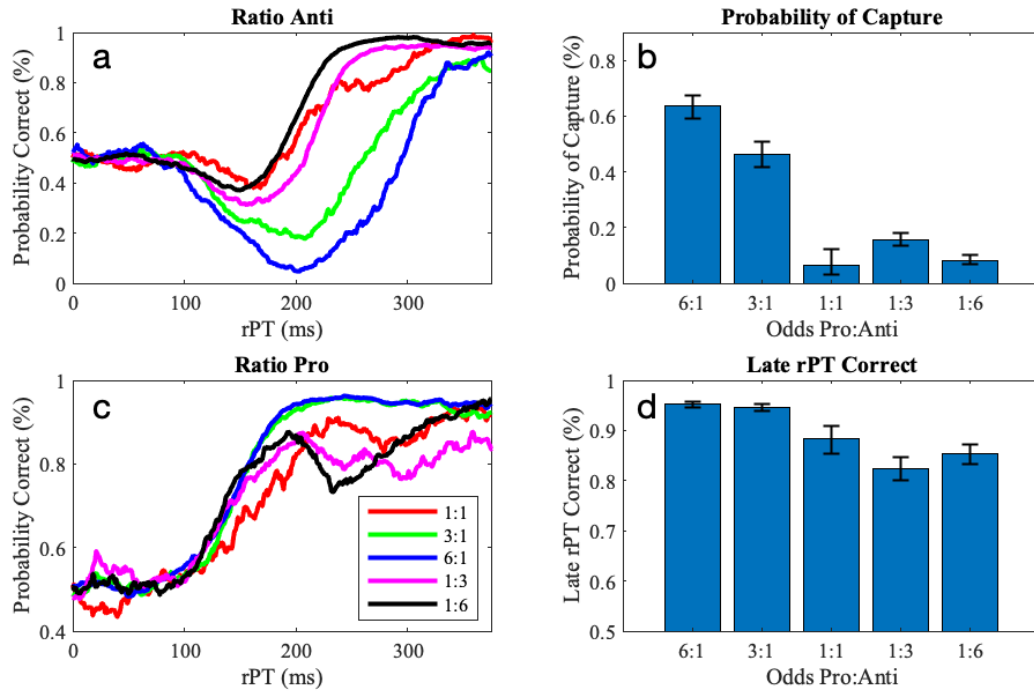 Ratio Anti
a
Probability Correct (%)
1
0.8
0.6
0.4
0.2
0
0 100 200 300
rPT (ms)
Probability of Capture
b
Probability of Capture (%)
0.8
0.6
0.4
0.2
0
6:1 3:1 1:1 1:3 1:6
Odds Pro:Anti
Ratio Pro
c
Probability Correct (%)
1
0.8
0.6
0.4
0 100 200 300
rPT (ms)
1:1
3:1
6:1
1:3
1:6
Late rPT Correct
d
Late rPT Correct (%)
1
0.9
0.8
0.7
0.6
0.5
6:1 3:1 1:1 1:3 1:6
Odds Pro:Anti